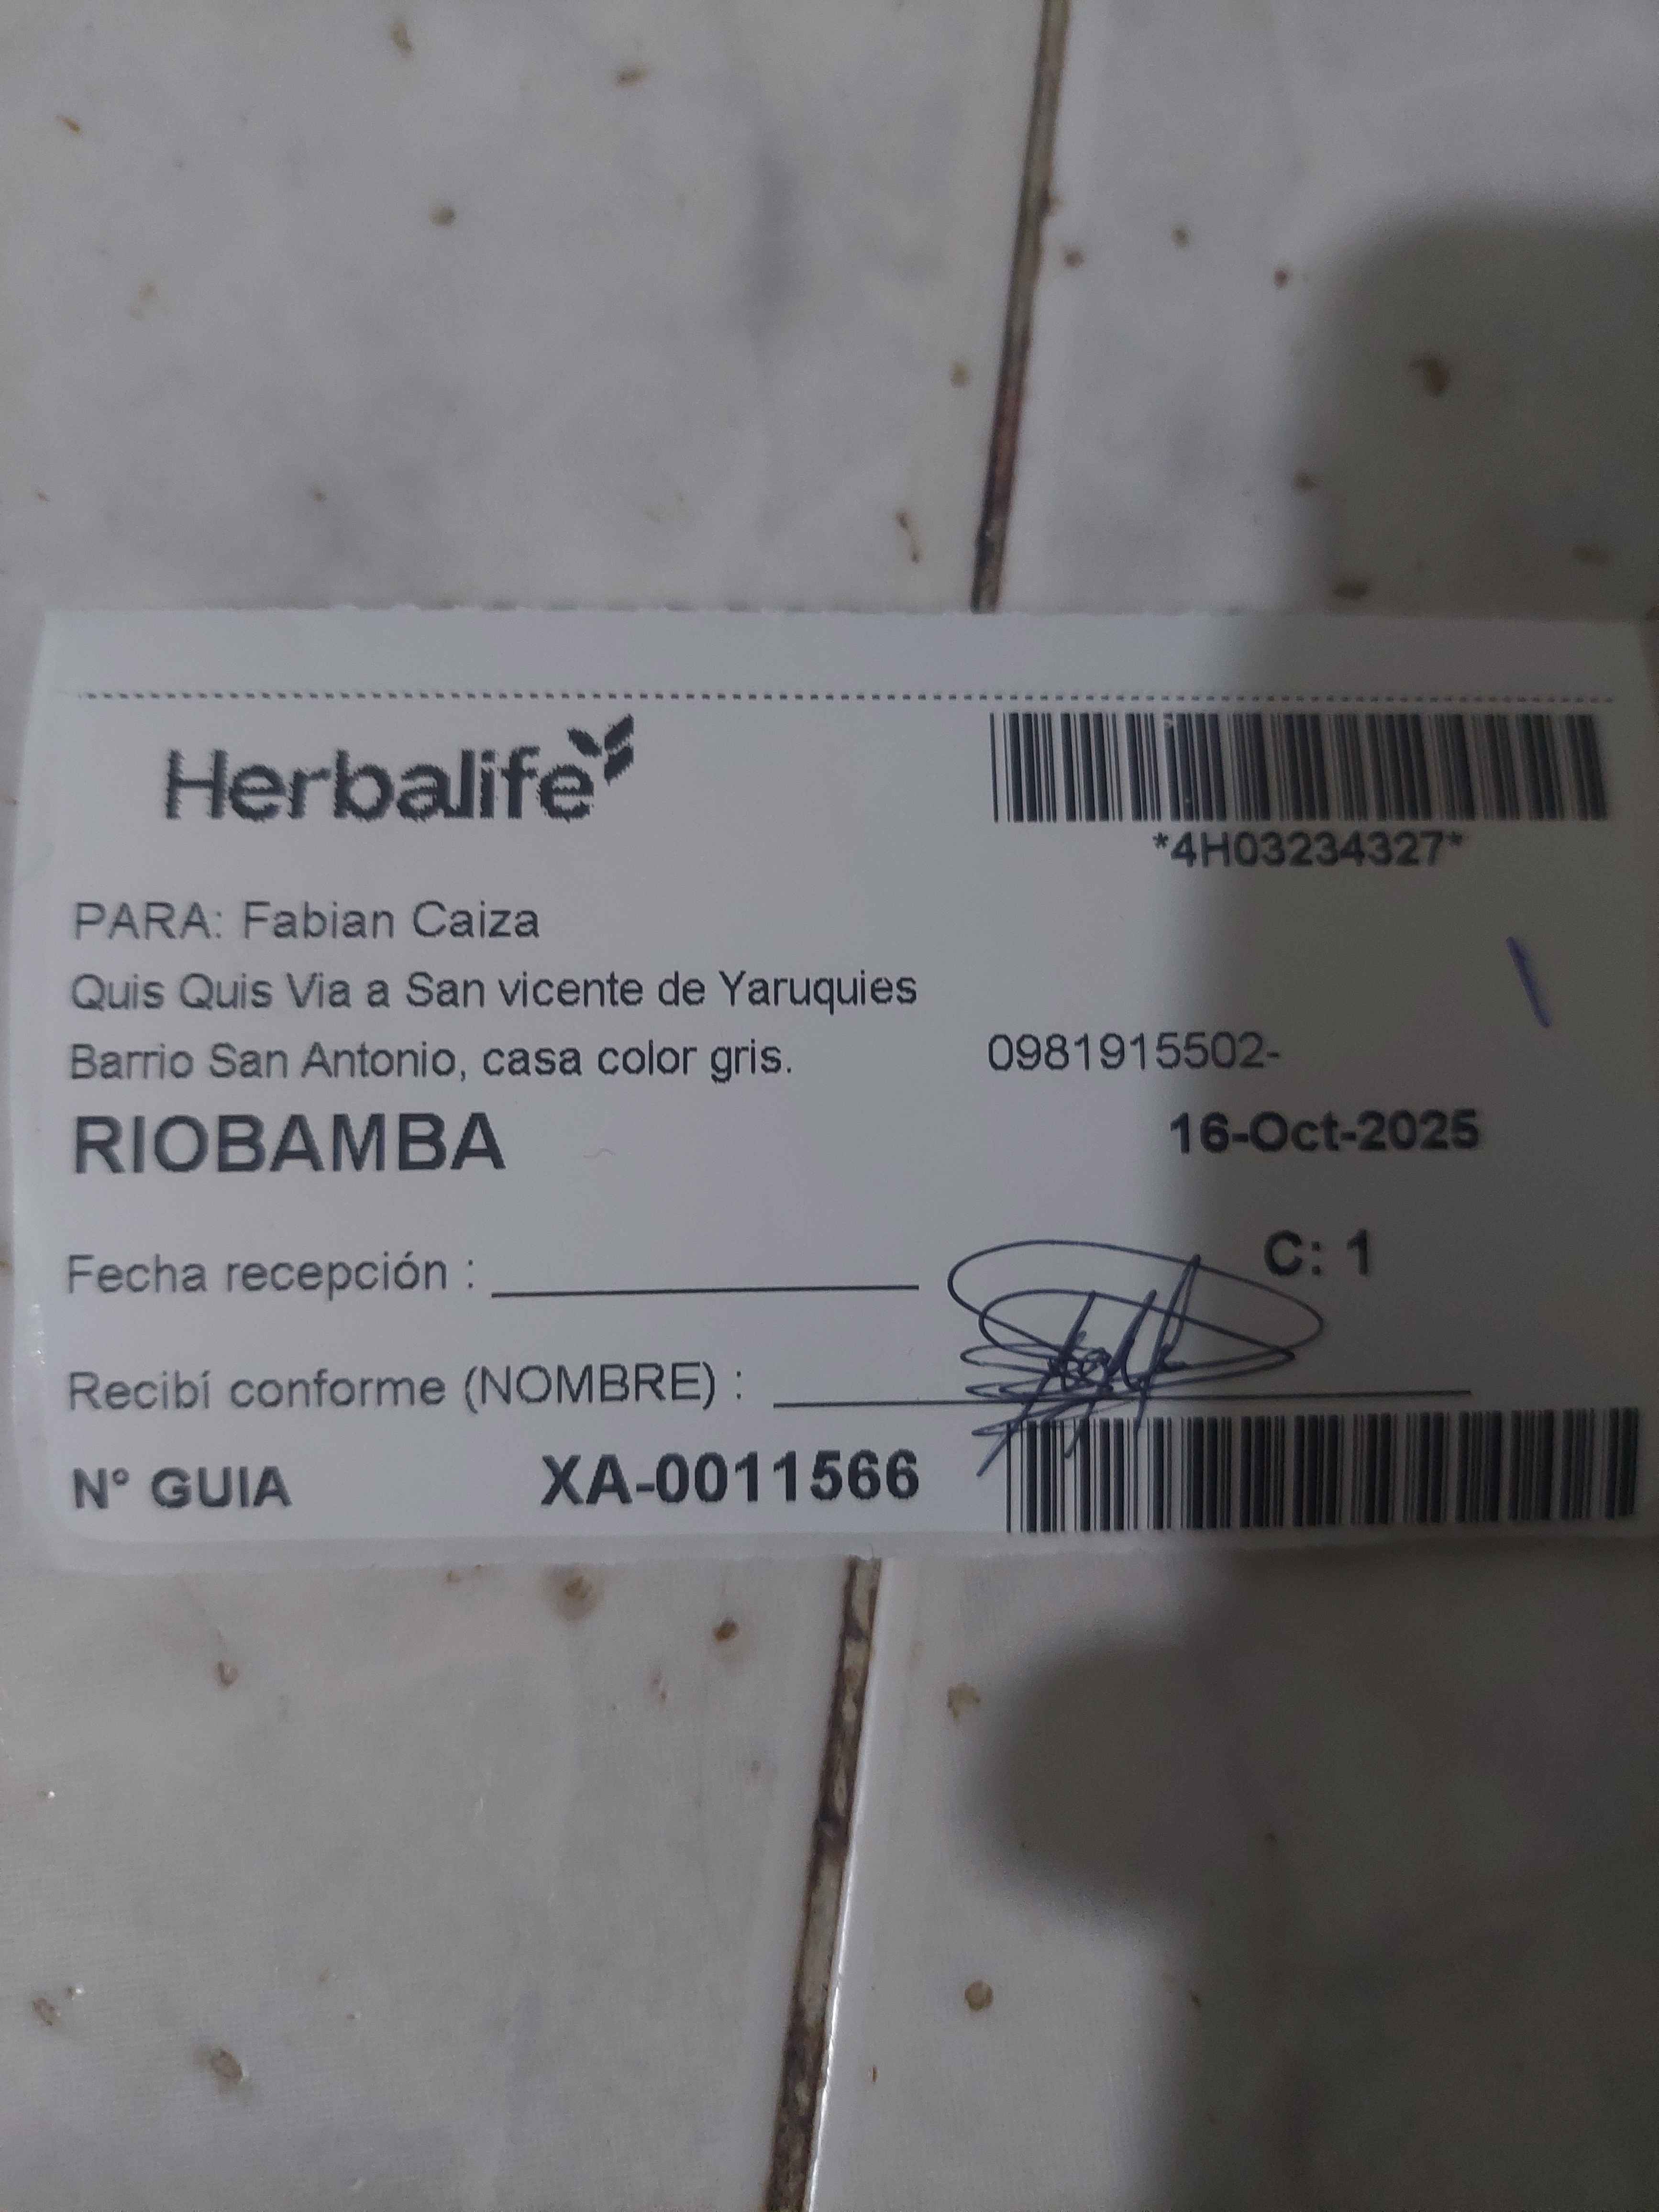 Herbalife
*4H03234327*
PARA: Fabian Caiza
Quis Quis Via a San vicente de Yaruquies
Barrio San Antonio, casa color gris. 0981915502-
RIOBAMBA 16-Oct-2025
C: 1
Fecha recepción :
Recibí conforme (NOMBRE) :
Nº GUIA XA-0011566